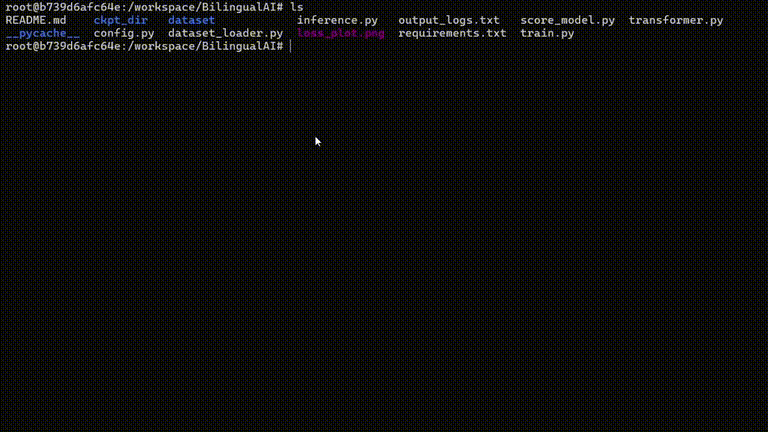 root@b739d6afc64e:/workspace/BilingualAI# ls
README.md ckpt_dir dataset inference.py output_logs.txt score_model.py transformer.py
__pycache__ config.py dataset_loader.py loss_plot.png requirements.txt train.py
root@b739d6afc64e:/workspace/BilingualAI#